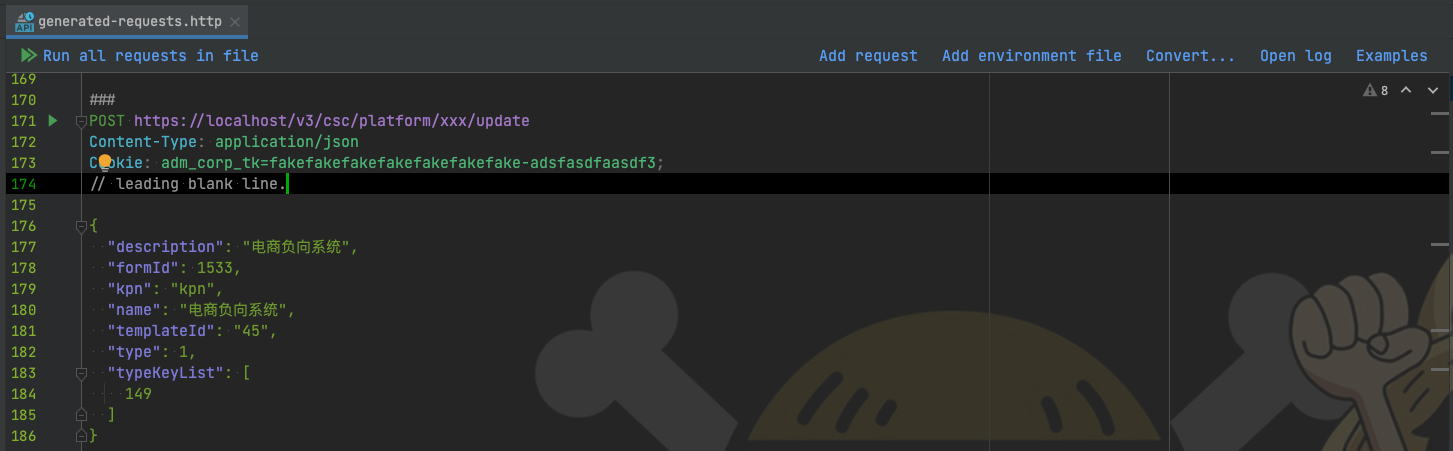 generated-requests.http
Run all requests in file Add request Add environment file Convert... Open log Examples
169
170 ###
171 POST https://localhost/v3/csc/platform/xxx/update
172 Content-Type: application/json
173 Cookie: adm_corp_tk=fakefakefakefakefakefakefake-adsfasdfaasdf3;
174 // leading blank line.
175
176 {
177 "description": "电商负向系统",
178 "formId": 1533,
179 "kpn": "kpn",
180 "name": "电商负向系统",
181 "templateId": "45",
182 "type": 1,
183 "typeKeyList": [
184 149
185 ]
186 }
8
API